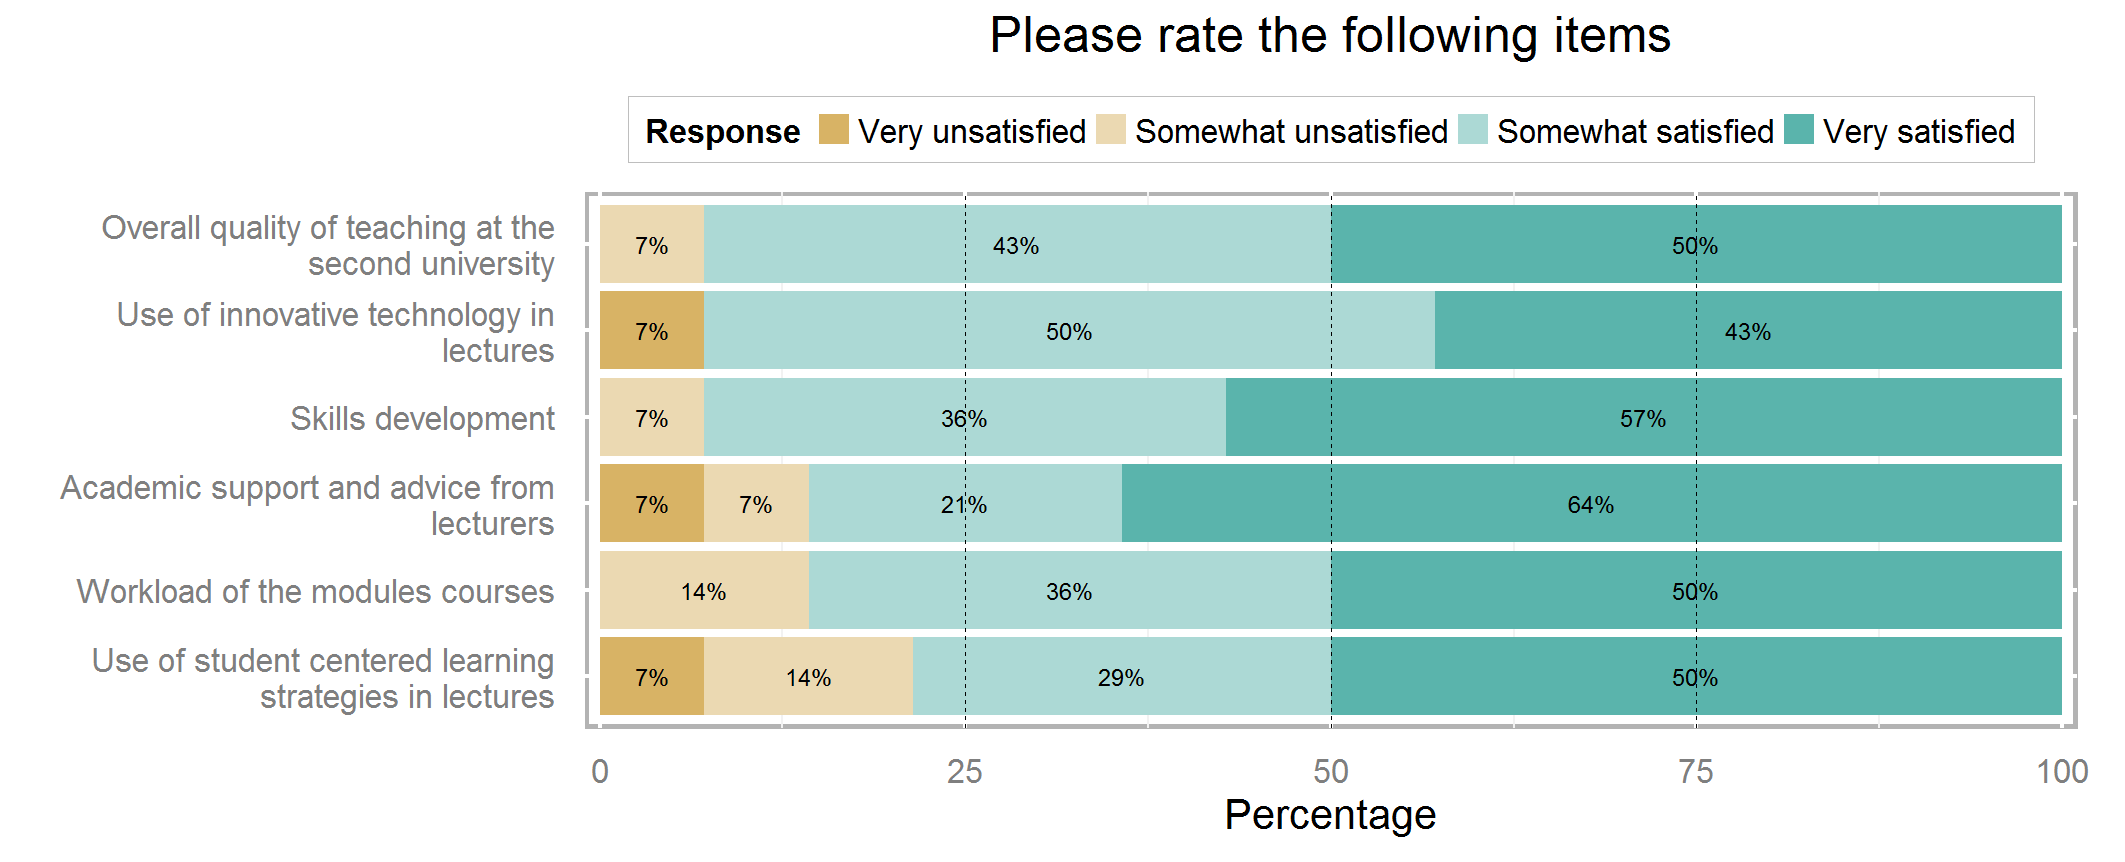 Please rate the following items
Response Very unsatisfied Somewhat unsatisfied Somewhat satisfied Very satisfied
Overall quality of teaching at the
second university
7% 43% 50%
Use of innovative technology in
lectures
7% 50% 43%
Skills development
7% 36% 57%
Academic support and advice from
lecturers
7% 7% 21% 64%
Workload of the modules courses
14% 36% 50%
Use of student centered learning
strategies in lectures
7% 14% 29% 50%
0 25 50 75 100
Percentage